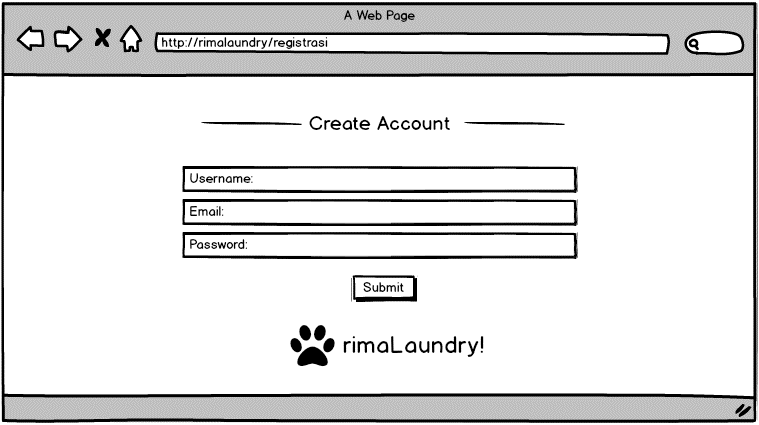 A Web Page
http://rimalaundry/registrasi
Create Account
Username:
Email:
Password:
Submit
rimaLaundry!